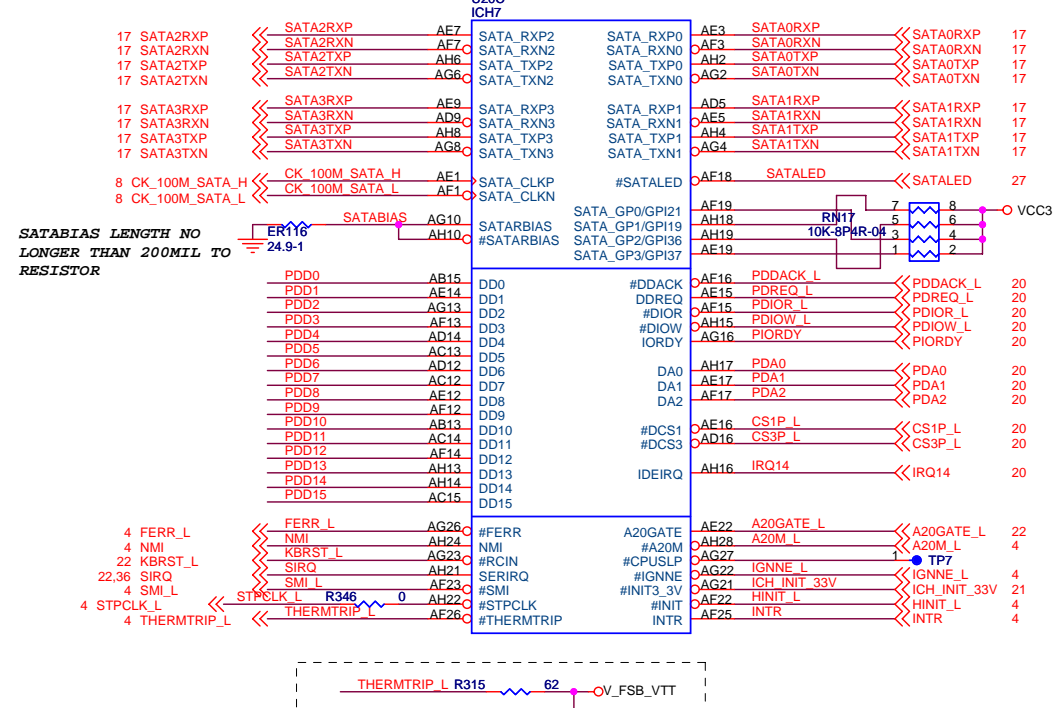 ICH7
17 SATA2RXP SATA2RXP AE7 SATA_RXP2 SATA_RXP0 AE3 SATA0RXP SATA0RXP 17
17 SATA2RXN SATA2RXN AF7 SATA_RXN2 SATA_RXN0 AF3 SATA0RXN SATA0RXN 17
17 SATA2TXP SATA2TXP AH6 SATA_TXP2 SATA_TXP0 AH2 SATA0TXP SATA0TXP 17
17 SATA2TXN SATA2TXN AG6 SATA_TXN2 SATA_TXN0 AG2 SATA0TXN SATA0TXN 17
17 SATA3RXP SATA3RXP AE9 SATA_RXP3 SATA_RXP1 AD5 SATA1RXP SATA1RXP 17
17 SATA3RXN SATA3RXN AD9 SATA_RXN3 SATA_RXN1 AE5 SATA1RXN SATA1RXN 17
17 SATA3TXP SATA3TXP AH8 SATA_TXP3 SATA_TXP1 AH4 SATA1TXP SATA1TXP 17
17 SATA3TXN SATA3TXN AG8 SATA_TXN3 SATA_TXN1 AG4 SATA1TXN SATA1TXN 17
8 CK_100M_SATA_H CK_100M_SATA_H AE1 SATA_CLKP #SATALED AF18 SATALED SATALED 27
8 CK_100M_SATA_L CK_100M_SATA_L AF1 SATA_CLKN
SATA_GP0/GPI21 AF19 7 8 VCC3
SATABIAS AG10 SATARBIAS SATA_GP1/GPI19 AH18 RN17 5 6
ER116 AH10 #SATARBIAS SATA_GP2/GPI36 AH19 10K-8P4R-04 3 4
24.9-1 SATA_GP3/GPI37 AE19 1 2
SATABIAS LENGTH NO
LONGER THAN 200MIL TO
RESISTOR
PDD0 AB15 DD0 #DDACK AF16 PDDACK_L PDDACK_L 20
PDD1 AE14 DD1 DDREQ AE15 PDREQ_L PDREQ_L 20
PDD2 AG13 DD2 #DIOR AF15 PDIOR_L PDIOR_L 20
PDD3 AF13 DD3 #DIOW AH15 PDIOW_L PDIOW_L 20
PDD4 AD14 DD4 IORDY AG16 PIORDY PIORDY 20
PDD5 AC13 DD5
PDD6 AD12 DD6 DA0 AH17 PDA0 PDA0 20
PDD7 AC12 DD7 DA1 AE17 PDA1 PDA1 20
PDD8 AE12 DD8 DA2 AF17 PDA2 PDA2 20
PDD9 AF12 DD9
PDD10 AB13 DD10 #DCS1 AE16 CS1P_L CS1P_L 20
PDD11 AC14 DD11 #DCS3 AD16 CS3P_L CS3P_L 20
PDD12 AF14 DD12
PDD13 AH13 DD13 IDEIRQ AH16 IRQ14 IRQ14 20
PDD14 AH14 DD14
PDD15 AC15 DD15
4 FERR_L FERR_L AG26 #FERR A20GATE AE22 A20GATE_L A20GATE_L 22
4 NMI NMI AH24 NMI #A20M AH28 A20M_L A20M_L 4
22 KBRST_L KBRST_L AG23 #RCIN #CPUSLP AG27 1 TP7
22,36 SIRQ SIRQ AH21 SERIRQ #IGNNE AG22 IGNNE_L IGNNE_L 4
4 SMI_L SMI_L AF23 #SMI #INIT3_3V AG21 ICH_INIT_33V ICH_INIT_33V 21
4 STPCLK_L STPCLK_L R346 0 AH22 #STPCLK #INIT AF22 HINIT_L HINIT_L 4
4 THERMTRIP_L THERMTRIP_L AF26 #THERMTRIP INTR AF25 INTR INTR 4
THERMTRIP_L R315 62 V_FSB_VTT